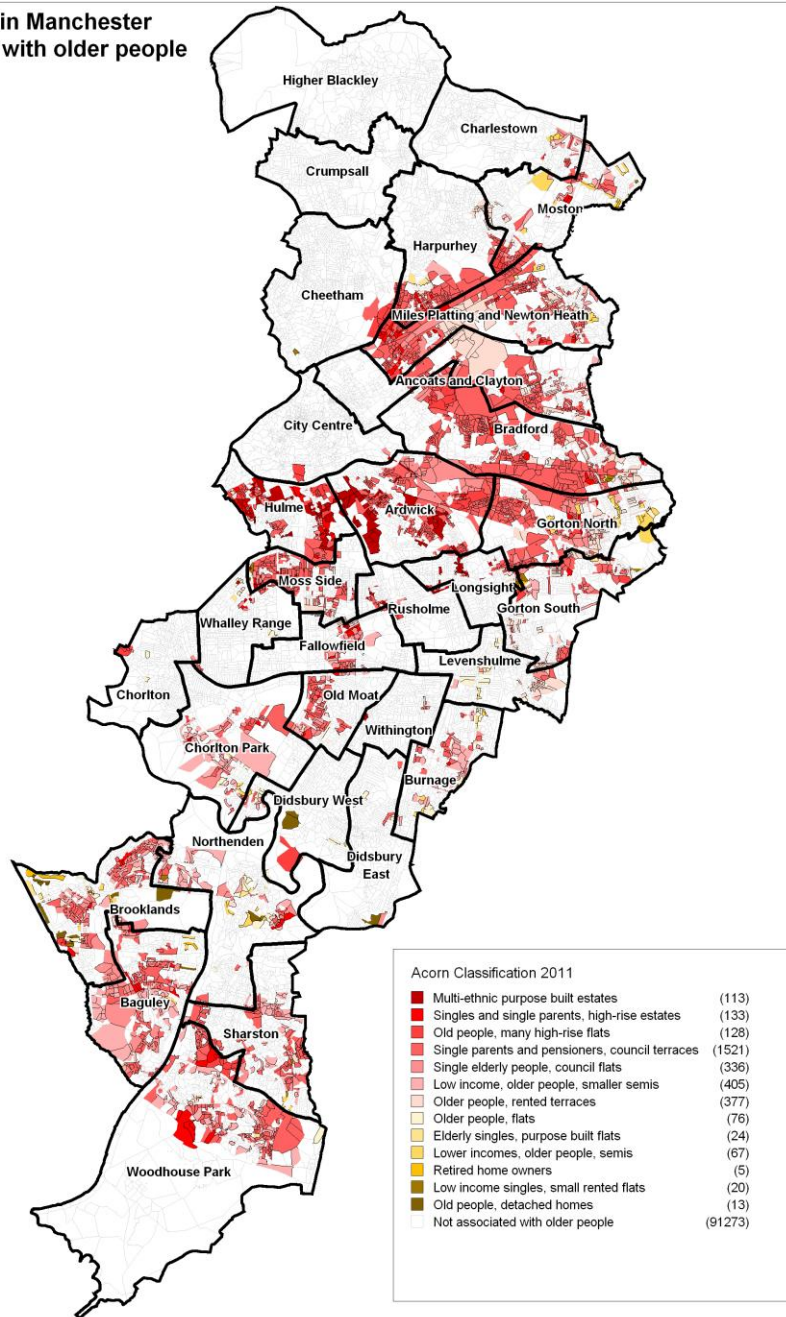 in Manchester
with older people
Higher Blackley
Charlestown
Crumpsall
Moston
Harpurhey
Cheetham
Miles Platting and Newton Heath
Ancoats and Clayton
City Centre
Bradford
Hulme
Ardwick
Gorton North
Moss Side
Longsight
Rusholme
Gorton South
Whalley Range
Fallowfield
Levenshulme
Chorlton
Old Moat
Withington
Chorlton Park
Burnage
Didsbury West
Northenden
Didsbury
East
Brooklands
Baguley
Sharston
Woodhouse Park
Acorn Classification 2011
Multi-ethnic purpose built estates (113)
Singles and single parents, high-rise estates (133)
Old people, many high-rise flats (128)
Single parents and pensioners, council terraces (1521)
Single elderly people, council flats (336)
Low income, older people, smaller semis (405)
Older people, rented terraces (377)
Older people, flats (76)
Elderly singles, purpose built flats (24)
Lower incomes, older people, semis (67)
Retired home owners (5)
Low income singles, small rented flats (20)
Old people, detached homes (13)
Not associated with older people (91273)